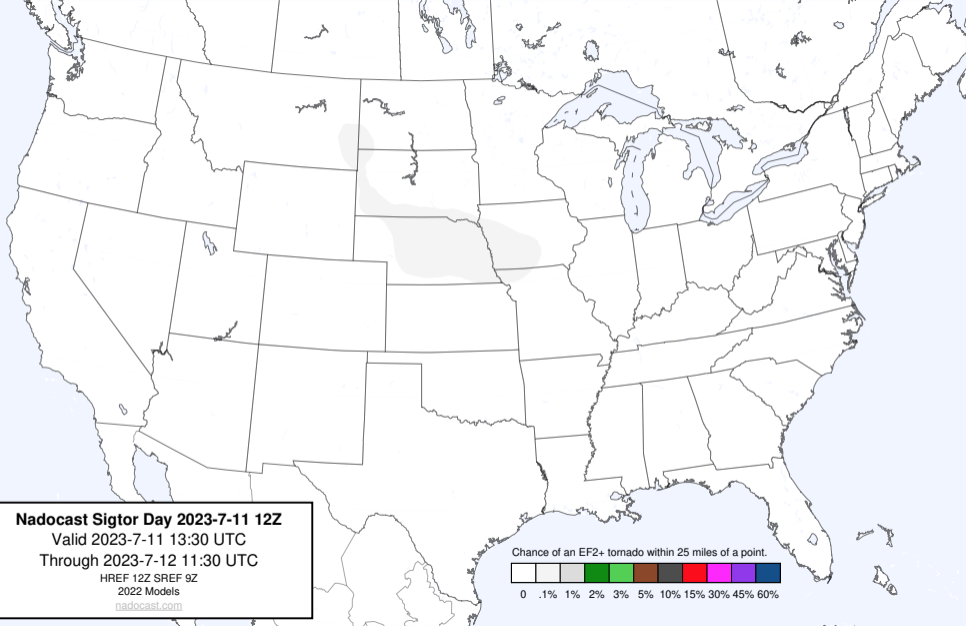 Nadocast Sigtor Day 2023-7-11 12Z
Valid 2023-7-11 13:30 UTC
Through 2023-7-12 11:30 UTC
HREF 12Z SREF 9Z
2022 Models
nadocast.com
Chance of an EF2+ tornado within 25 miles of a point.
0 .1% 1% 2% 3% 5% 10% 15% 30% 45% 60%